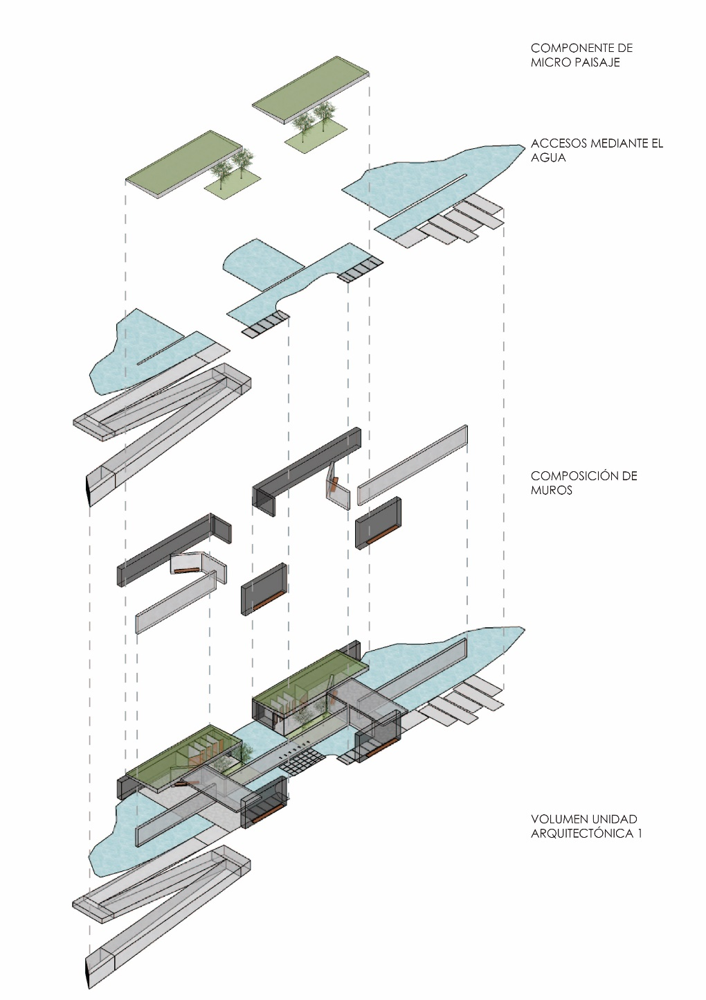 COMPONENTE DE
MICRO PAISAJE
ACCESOS MEDIANTE EL
AGUA
COMPOSICIÓN DE
MUROS
VOLUMEN UNIDAD
ARQUITECTÓNICA 1